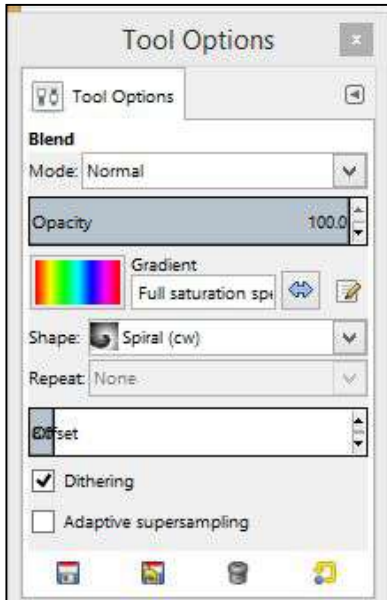 Tool Options
Tool Options
Blend
Mode: Normal
Opacity 100.0
Gradient
Full saturation spe
Shape: Spiral (cw)
Repeat: None
Offset
Dithering
Adaptive supersampling